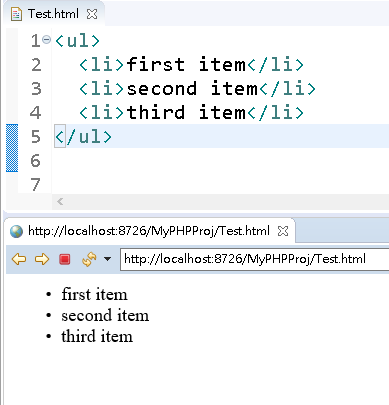 Test.html
1 <ul>
2 <li>first item</li>
3 <li>second item</li>
4 <li>third item</li>
5 </ul>
6
7
http://localhost:8726/MyPHPProj/Test.html
http://localhost:8726/MyPHPProj/Test.html
• first item
• second item
• third item